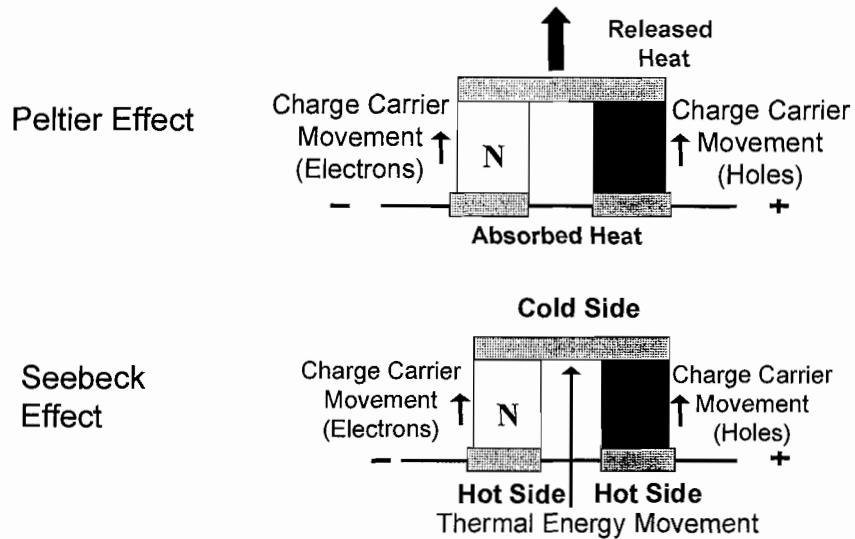 Released
Heat
Peltier Effect
Charge Carrier
Movement
(Electrons)
N
Charge Carrier
Movement
(Holes)
-
+
Absorbed Heat
Cold Side
Seebeck
Effect
Charge Carrier
Movement
(Electrons)
N
Charge Carrier
Movement
(Holes)
-
+
Hot Side Hot Side
Thermal Energy Movement